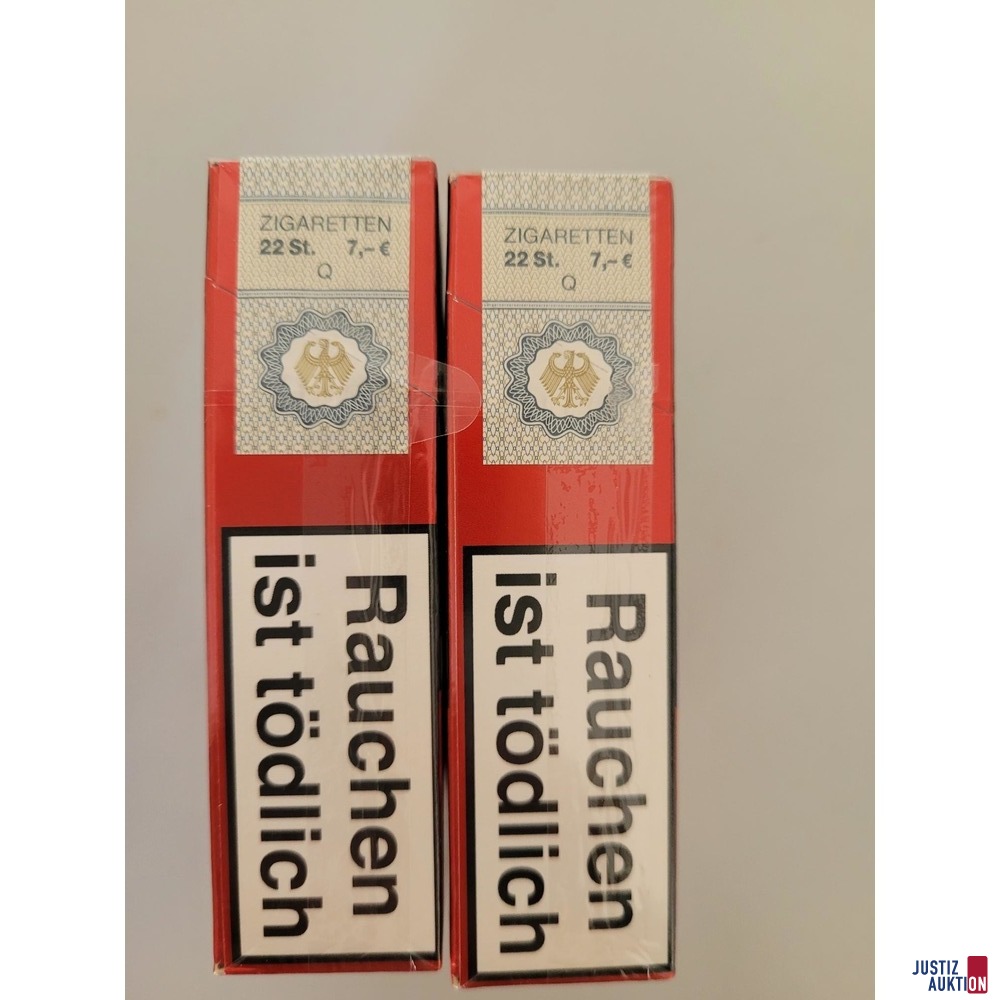 ZIGARETTEN
22 St. 7,– €
Q
Rauchen
ist tödlich
ZIGARETTEN
22 St. 7,– €
Q
Rauchen
ist tödlich
JUSTIZ
AUKTION